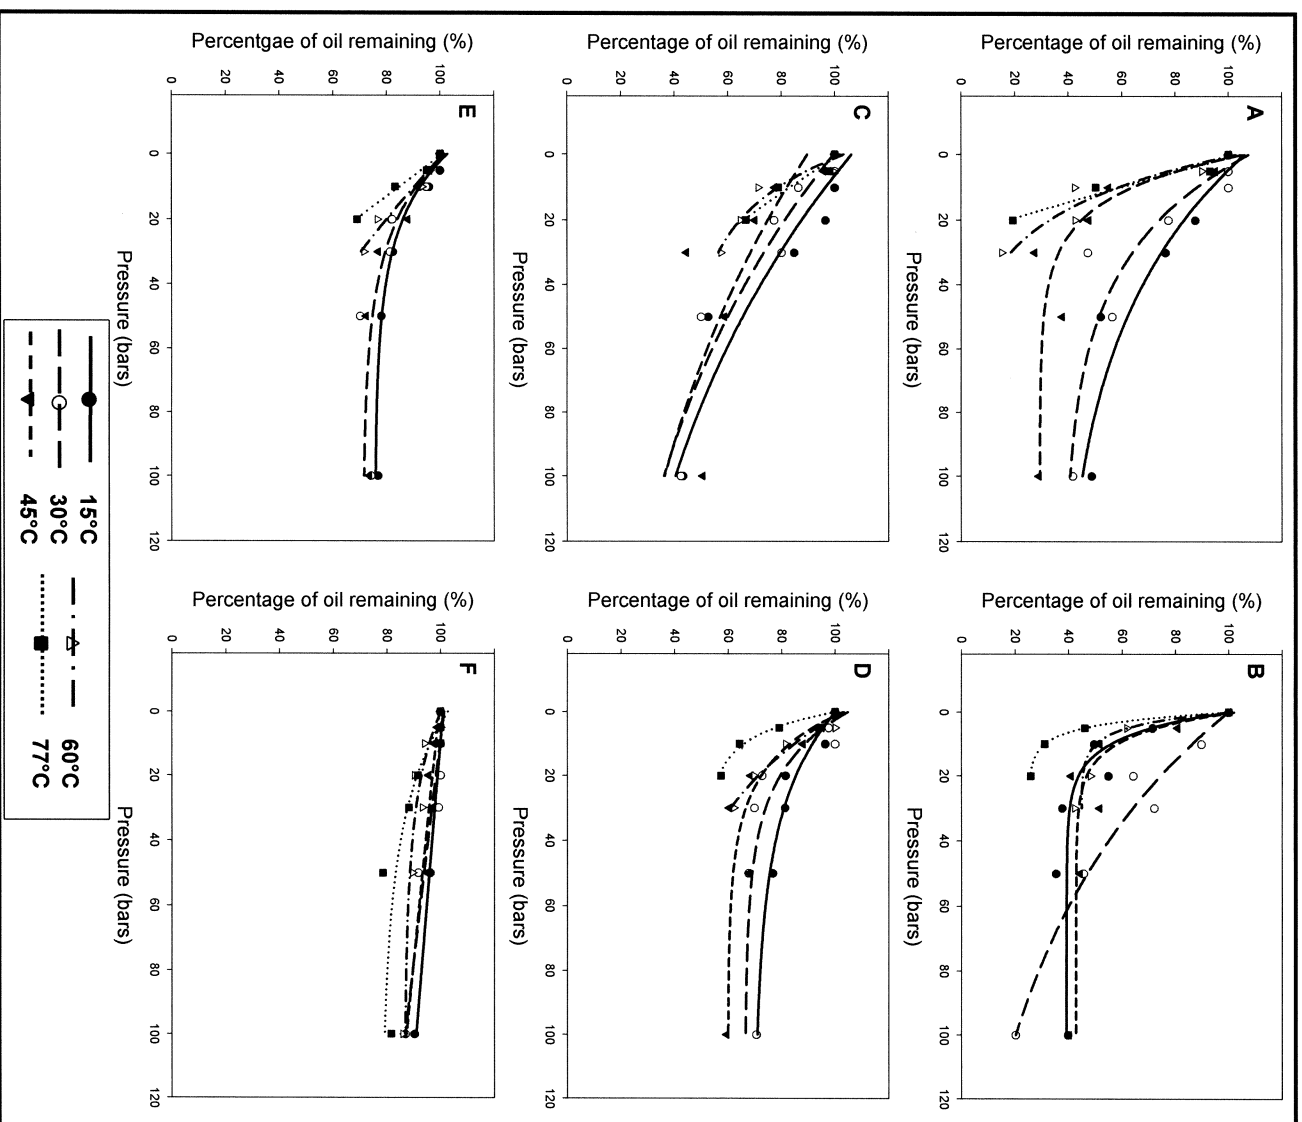 A
Percentage of oil remaining (%)
0 20 40 60 80 100
0 20 40 60 80 100 120
Pressure (bars)
B
Percentage of oil remaining (%)
0 20 40 60 80 100
0 20 40 60 80 100 120
Pressure (bars)
C
Percentage of oil remaining (%)
0 20 40 60 80 100
0 20 40 60 80 100 120
Pressure (bars)
D
Percentage of oil remaining (%)
0 20 40 60 80 100
0 20 40 60 80 100 120
Pressure (bars)
E
Percentgae of oil remaining (%)
0 20 40 60 80 100
0 20 40 60 80 100 120
Pressure (bars)
F
Percentage of oil remaining (%)
0 20 40 60 80 100
0 20 40 60 80 100 120
Pressure (bars)
15°C
30°C
45°C
60°C
77°C